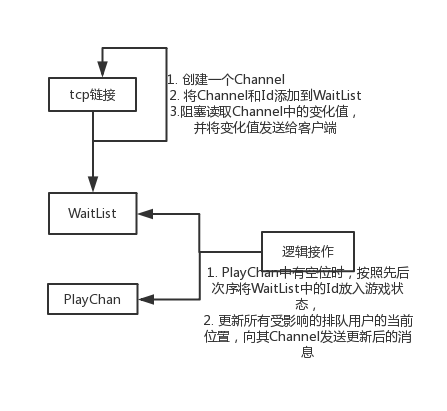 tcp链接
1. 创建一个Channel
2. 将Channel和Id添加到WaitList
3.阻塞读取Channel中的变化值，
并将变化值发送给客户端
WaitList
逻辑接作
PlayChan
1. PlayChan中有空位时，按照先后
次序将WaitList中的Id放入游戏状
态，
2. 更新所有受影响的排队用户的当前
位置，向其Channel发送更新后的消
息